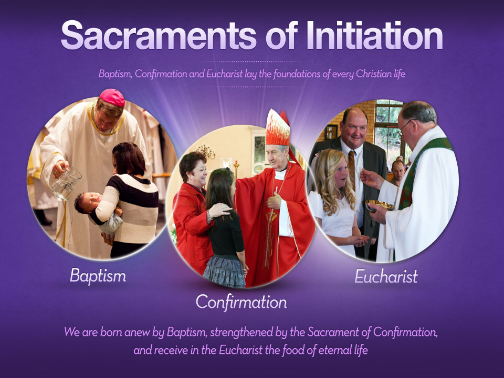 Sacraments of Initiation
Baptism, Confirmation and Eucharist lay the foundations of every Christian life
Baptism
Confirmation
Eucharist
We are born anew by Baptism, strengthened by the Sacrament of Confirmation,
and receive in the Eucharist the food of eternal life